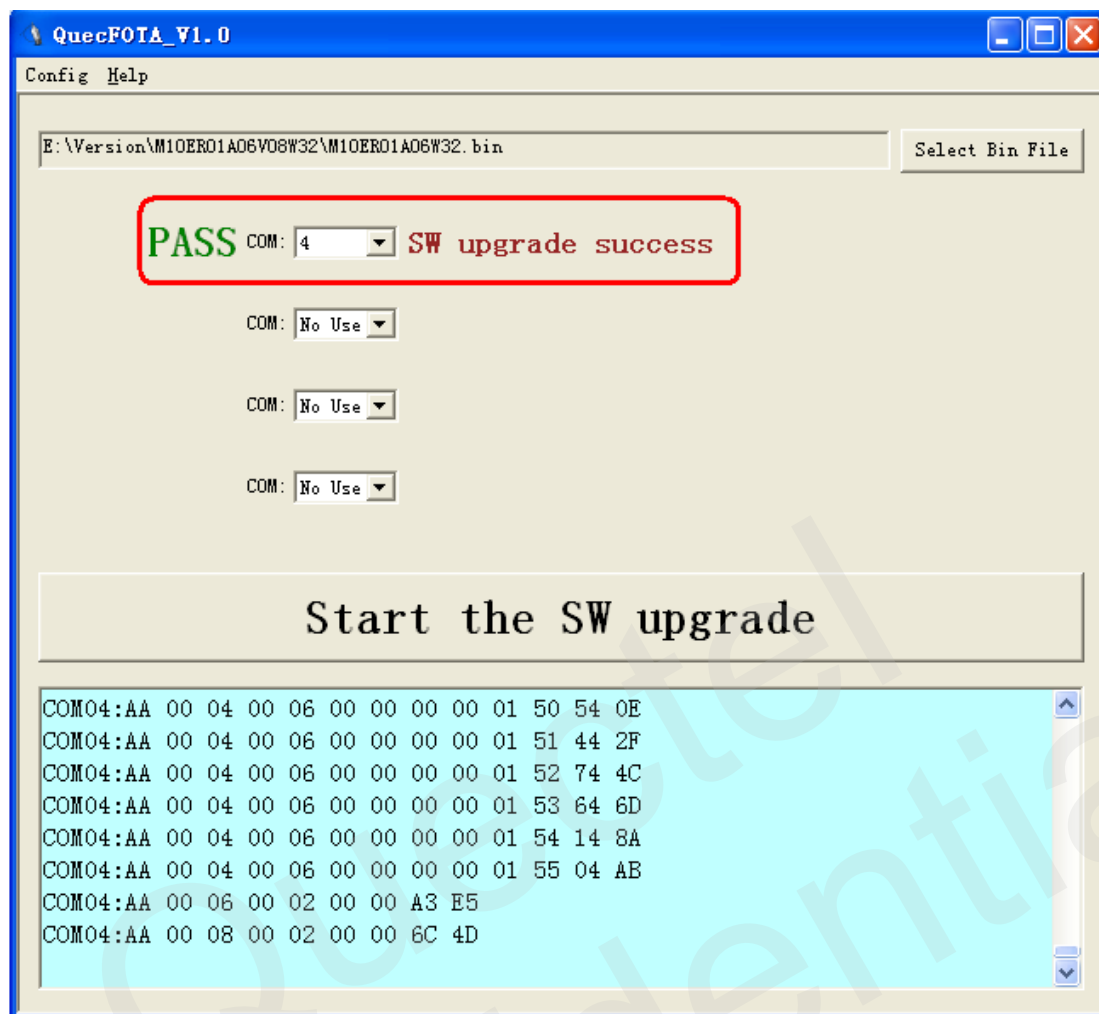 QuecFOTA_V1.0
Config Help
E:\Version\M10ER01A06V08W32\M10ER01A06W32.bin Select Bin File
PASS COM: 4 SW upgrade success
COM: No Use
COM: No Use
COM: No Use
Start the SW upgrade
COM04:AA 00 04 00 06 00 00 00 00 01 50 54 0E
COM04:AA 00 04 00 06 00 00 00 00 01 51 44 2F
COM04:AA 00 04 00 06 00 00 00 00 01 52 74 4C
COM04:AA 00 04 00 06 00 00 00 00 01 53 64 6D
COM04:AA 00 04 00 06 00 00 00 00 01 54 14 8A
COM04:AA 00 04 00 06 00 00 00 00 01 55 04 AB
COM04:AA 00 06 00 02 00 00 A3 E5
COM04:AA 00 08 00 02 00 00 6C 4D
Quectel